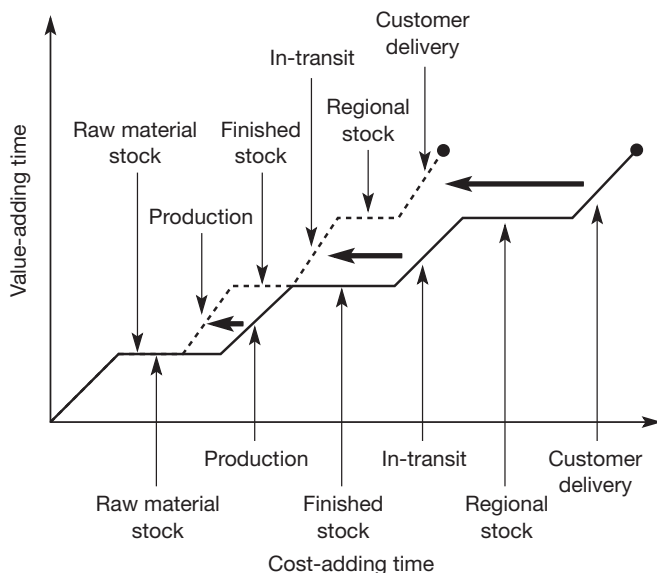 Customer
delivery
In-transit
Regional
stock
Raw material
stock
Finished
stock
Production
Value-adding time
Production
In-transit
Customer
delivery
Raw material
stock
Finished
stock
Regional
stock
Cost-adding time